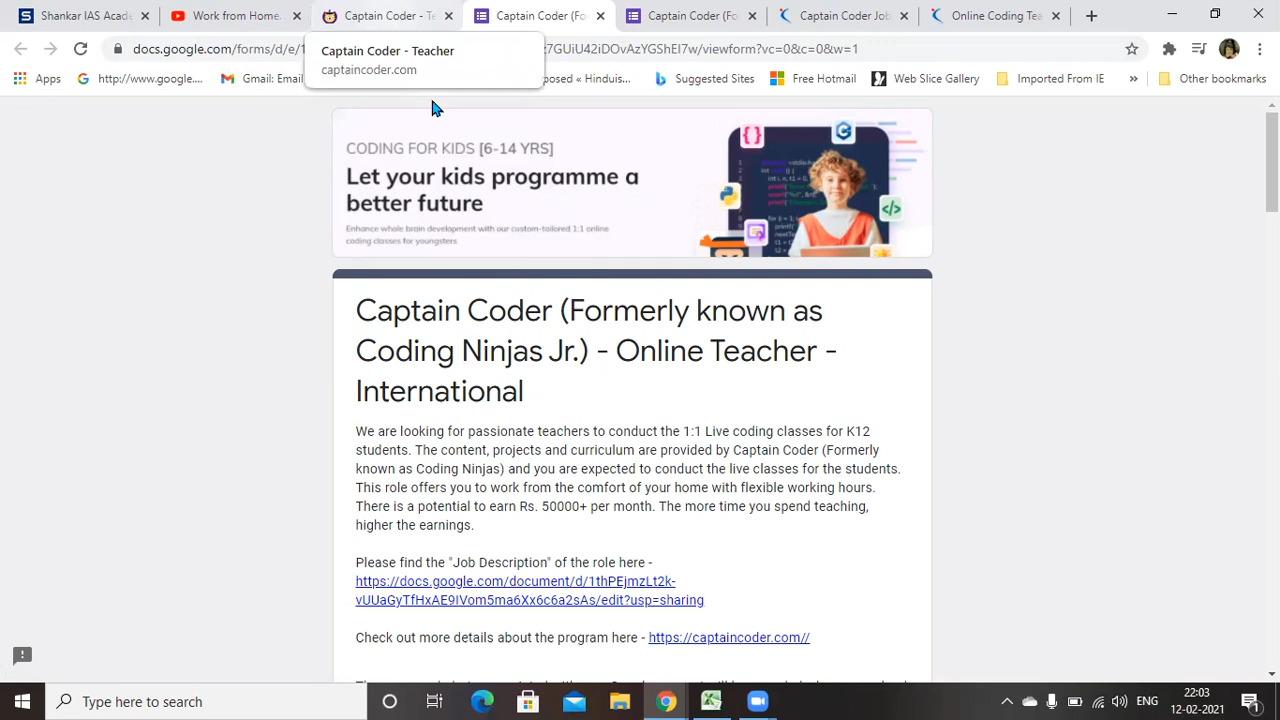 Shankar IAS Acade
Work from Home.
Captain Coder - Te
Captain Coder (Fo
Captain Coder (F
Captain Coder Job
Online Coding Tea
docs.google.com/forms/d/e/1
z7GUiU42iDOvAzYGShEl7w/viewform?vc=0&c=0&w=1
Captain Coder - Teacher
captaincoder.com
Apps
http://www.google....
Gmail: Email
posed « Hinduis...
Suggested Sites
Free Hotmail
Web Slice Gallery
Imported From IE
Other bookmarks
CODING FOR KIDS [6-14 YRS]
Let your kids programme a
better future
Enhance whole brain development with our custom-tailored 1:1 online
coding classes for youngsters
Captain Coder (Formerly known as
Coding Ninjas Jr.) - Online Teacher -
International
We are looking for passionate teachers to conduct the 1:1 Live coding classes for K12
students. The content, projects and curriculum are provided by Captain Coder (Formerly
known as Coding Ninjas) and you are expected to conduct the live classes for the students.
This role offers you to work from the comfort of your home with flexible working hours.
There is a potential to earn Rs. 50000+ per month. The more time you spend teaching,
higher the earnings.
Please find the "Job Description" of the role here -
https://docs.google.com/document/d/1thPEjmzLt2k-
vUUaGyTfHxAE9IVom5ma6Xx6c6a2sAs/edit?usp=sharing
Check out more details about the program here - https://captaincoder.com//
Type here to search
ENG
22:03
12-02-2021